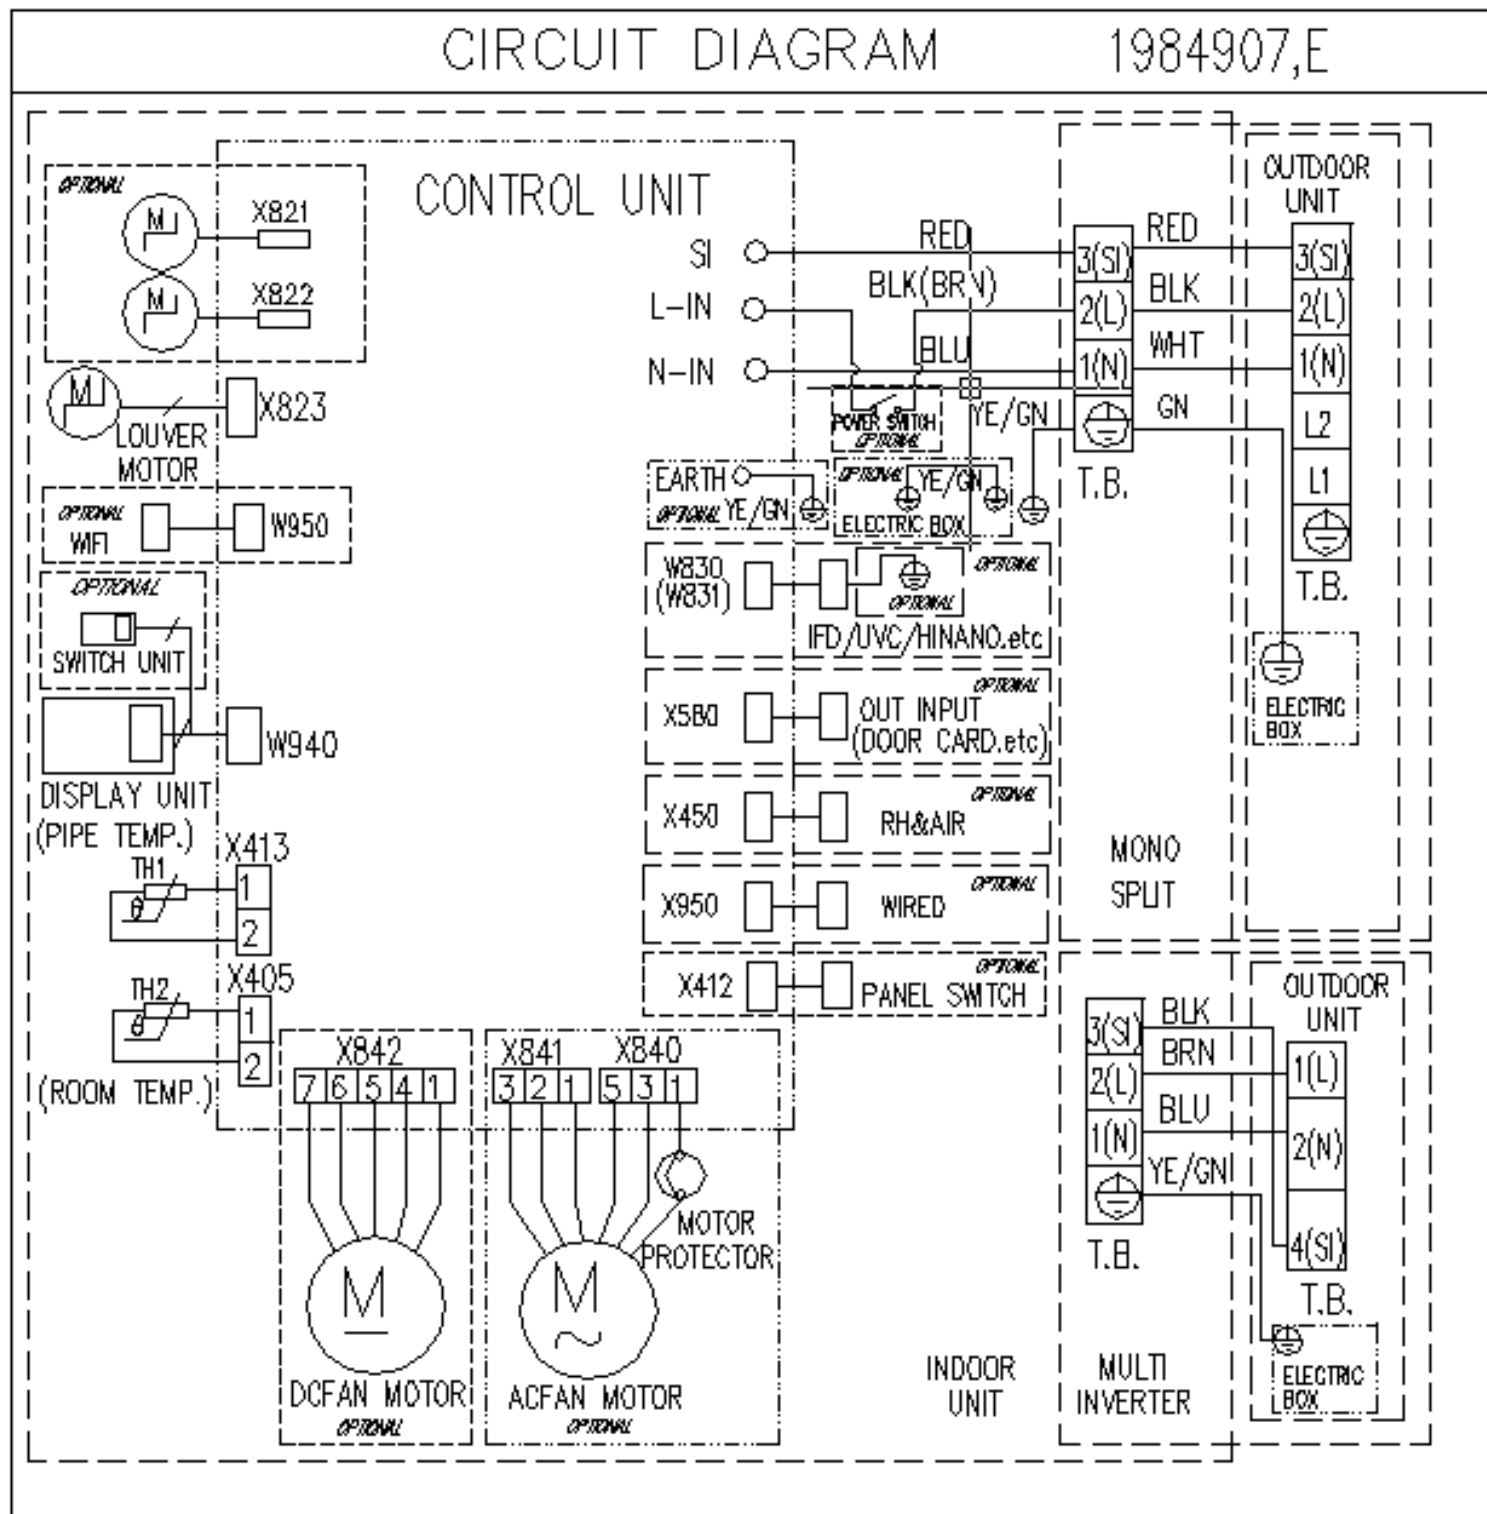 CIRCUIT DIAGRAM 1984907,E
OPTIONAL
M
X821
M
X822
CONTROL UNIT
SI
L-IN
N-IN
RED
BLK(BRN)
BLU
3(SI)
2(L)
1(N)
T.B.
RED
BLK
WHT
GN
OUTDOOR
UNIT
3(SI)
2(L)
1(N)
L2
L1
T.B.
M
X823
LOUVER
MOTOR
POWER SWITCH
OPTIONAL
YE/GN
EARTH
OPTIONAL YE/GN
OPTIONAL YE/GN
ELECTRIC BOX
OPTIONAL
WIFI
W950
OPTIONAL
SWITCH UNIT
W940
DISPLAY UNIT
W830
(W831)
OPTIONAL
OPTIONAL
IFD/UVC/HINANO.etc
ELECTRIC
BOX
X580
OPTIONAL
OUT INPUT
(DOOR CARD.etc)
X450
OPTIONAL
RH&AIR
X950
OPTIONAL
WIRED
X412
OPTIONAL
PANEL SWITCH
MONO
SPLIT
(PIPE TEMP.)
X413
TH1
θ
1
2
X405
TH2
θ
1
2
(ROOM TEMP.)
X842
7 6 5 4 1
X841 X840
3 2 1 5 3 1
MOTOR
PROTECTOR
M
DCFAN MOTOR
OPTIONAL
M
ACFAN MOTOR
OPTIONAL
INDOOR
UNIT
3(SI)
2(L)
1(N)
T.B.
BLK
BRN
BLU
YE/GN
OUTDOOR
UNIT
1(L)
2(N)
4(SI)
T.B.
ELECTRIC
BOX
MULTI
INVERTER